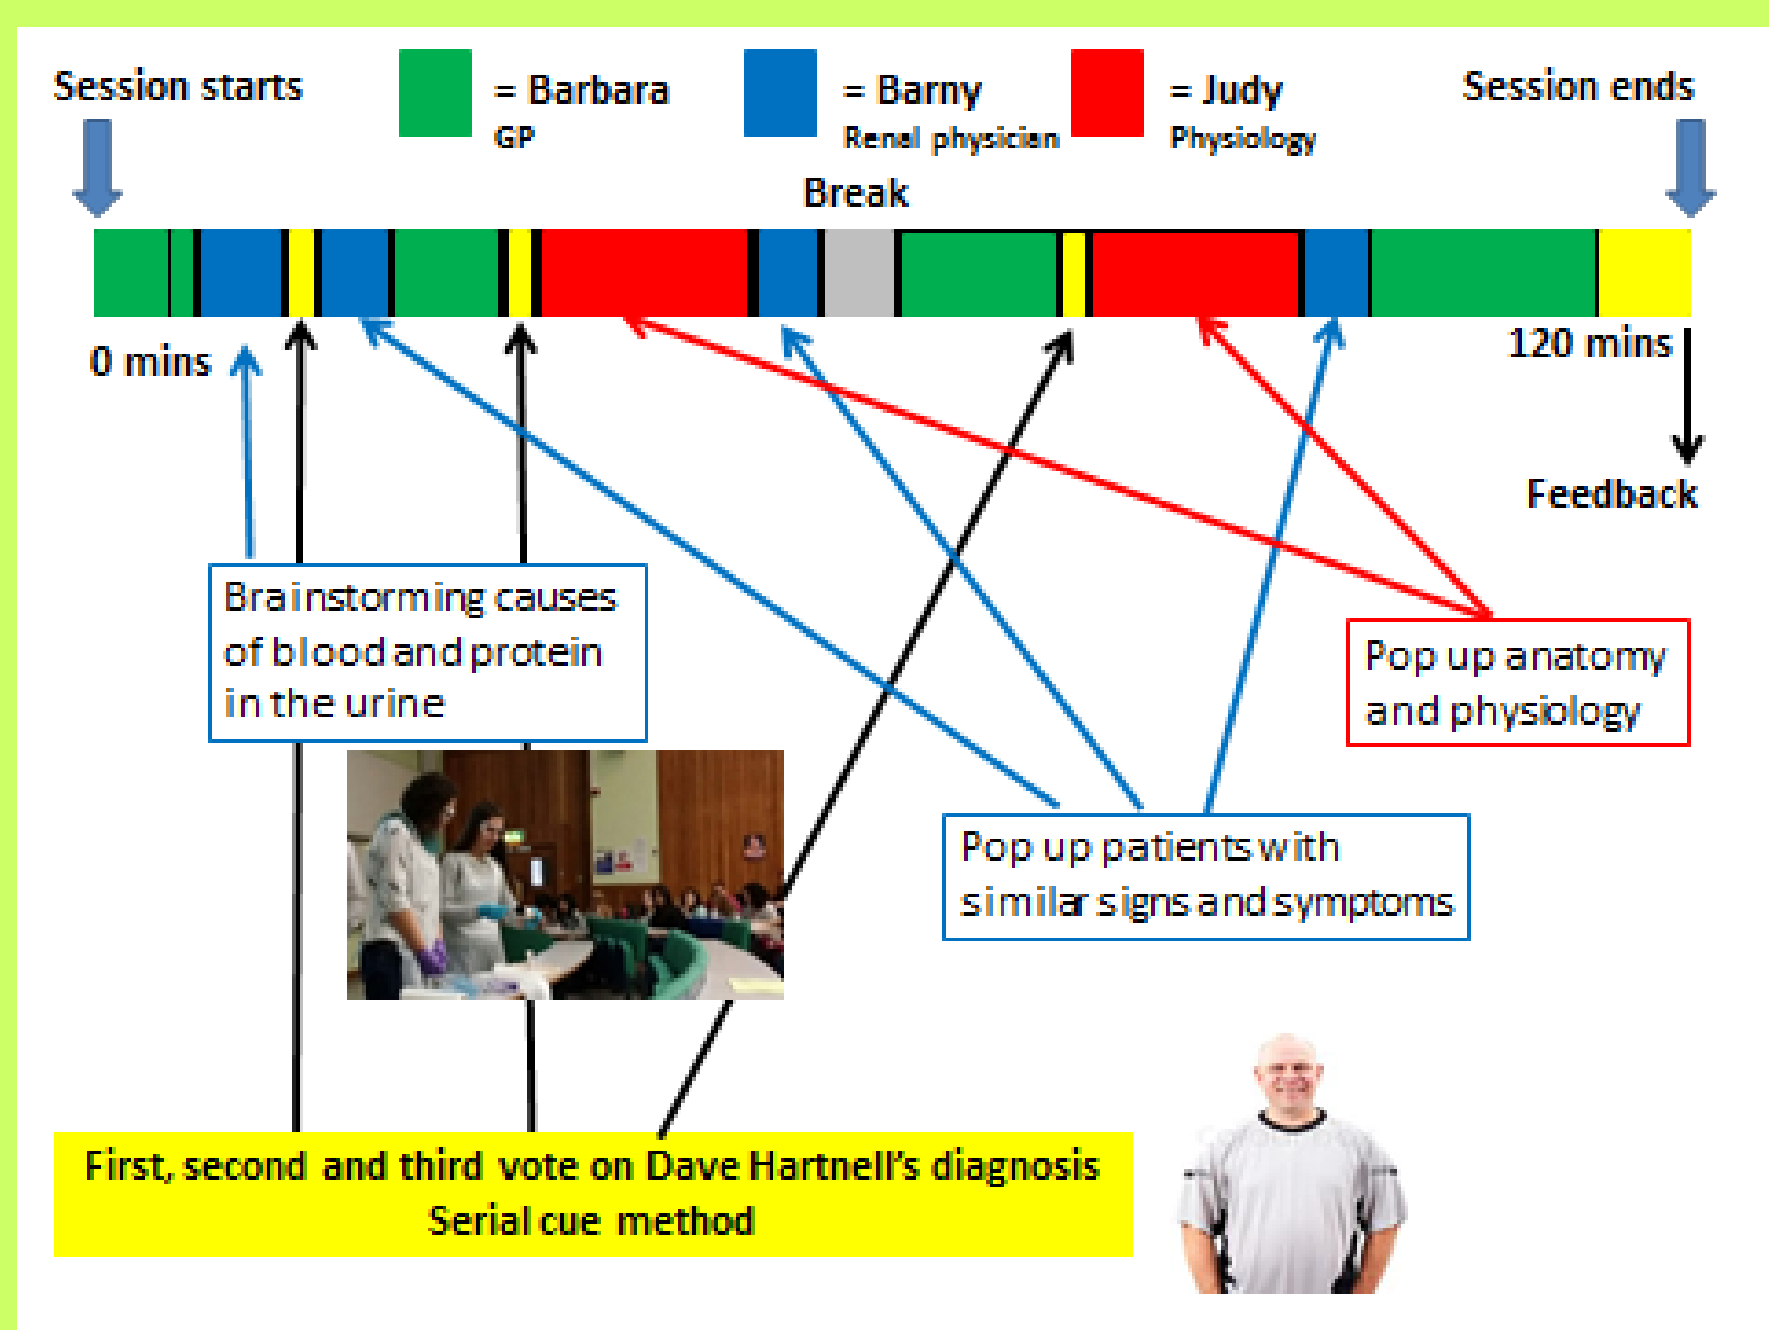 Session starts
= Barbara
GP
= Barny
Renal physician
= Judy
Physiology
Session ends
Break
0 mins
120 mins
Feedback
Brainstorming causes
of blood and protein
in the urine
Pop up anatomy
and physiology
Pop up patients with
similar signs and symptoms
First, second and third vote on Dave Hartnell's diagnosis
Serial cue method